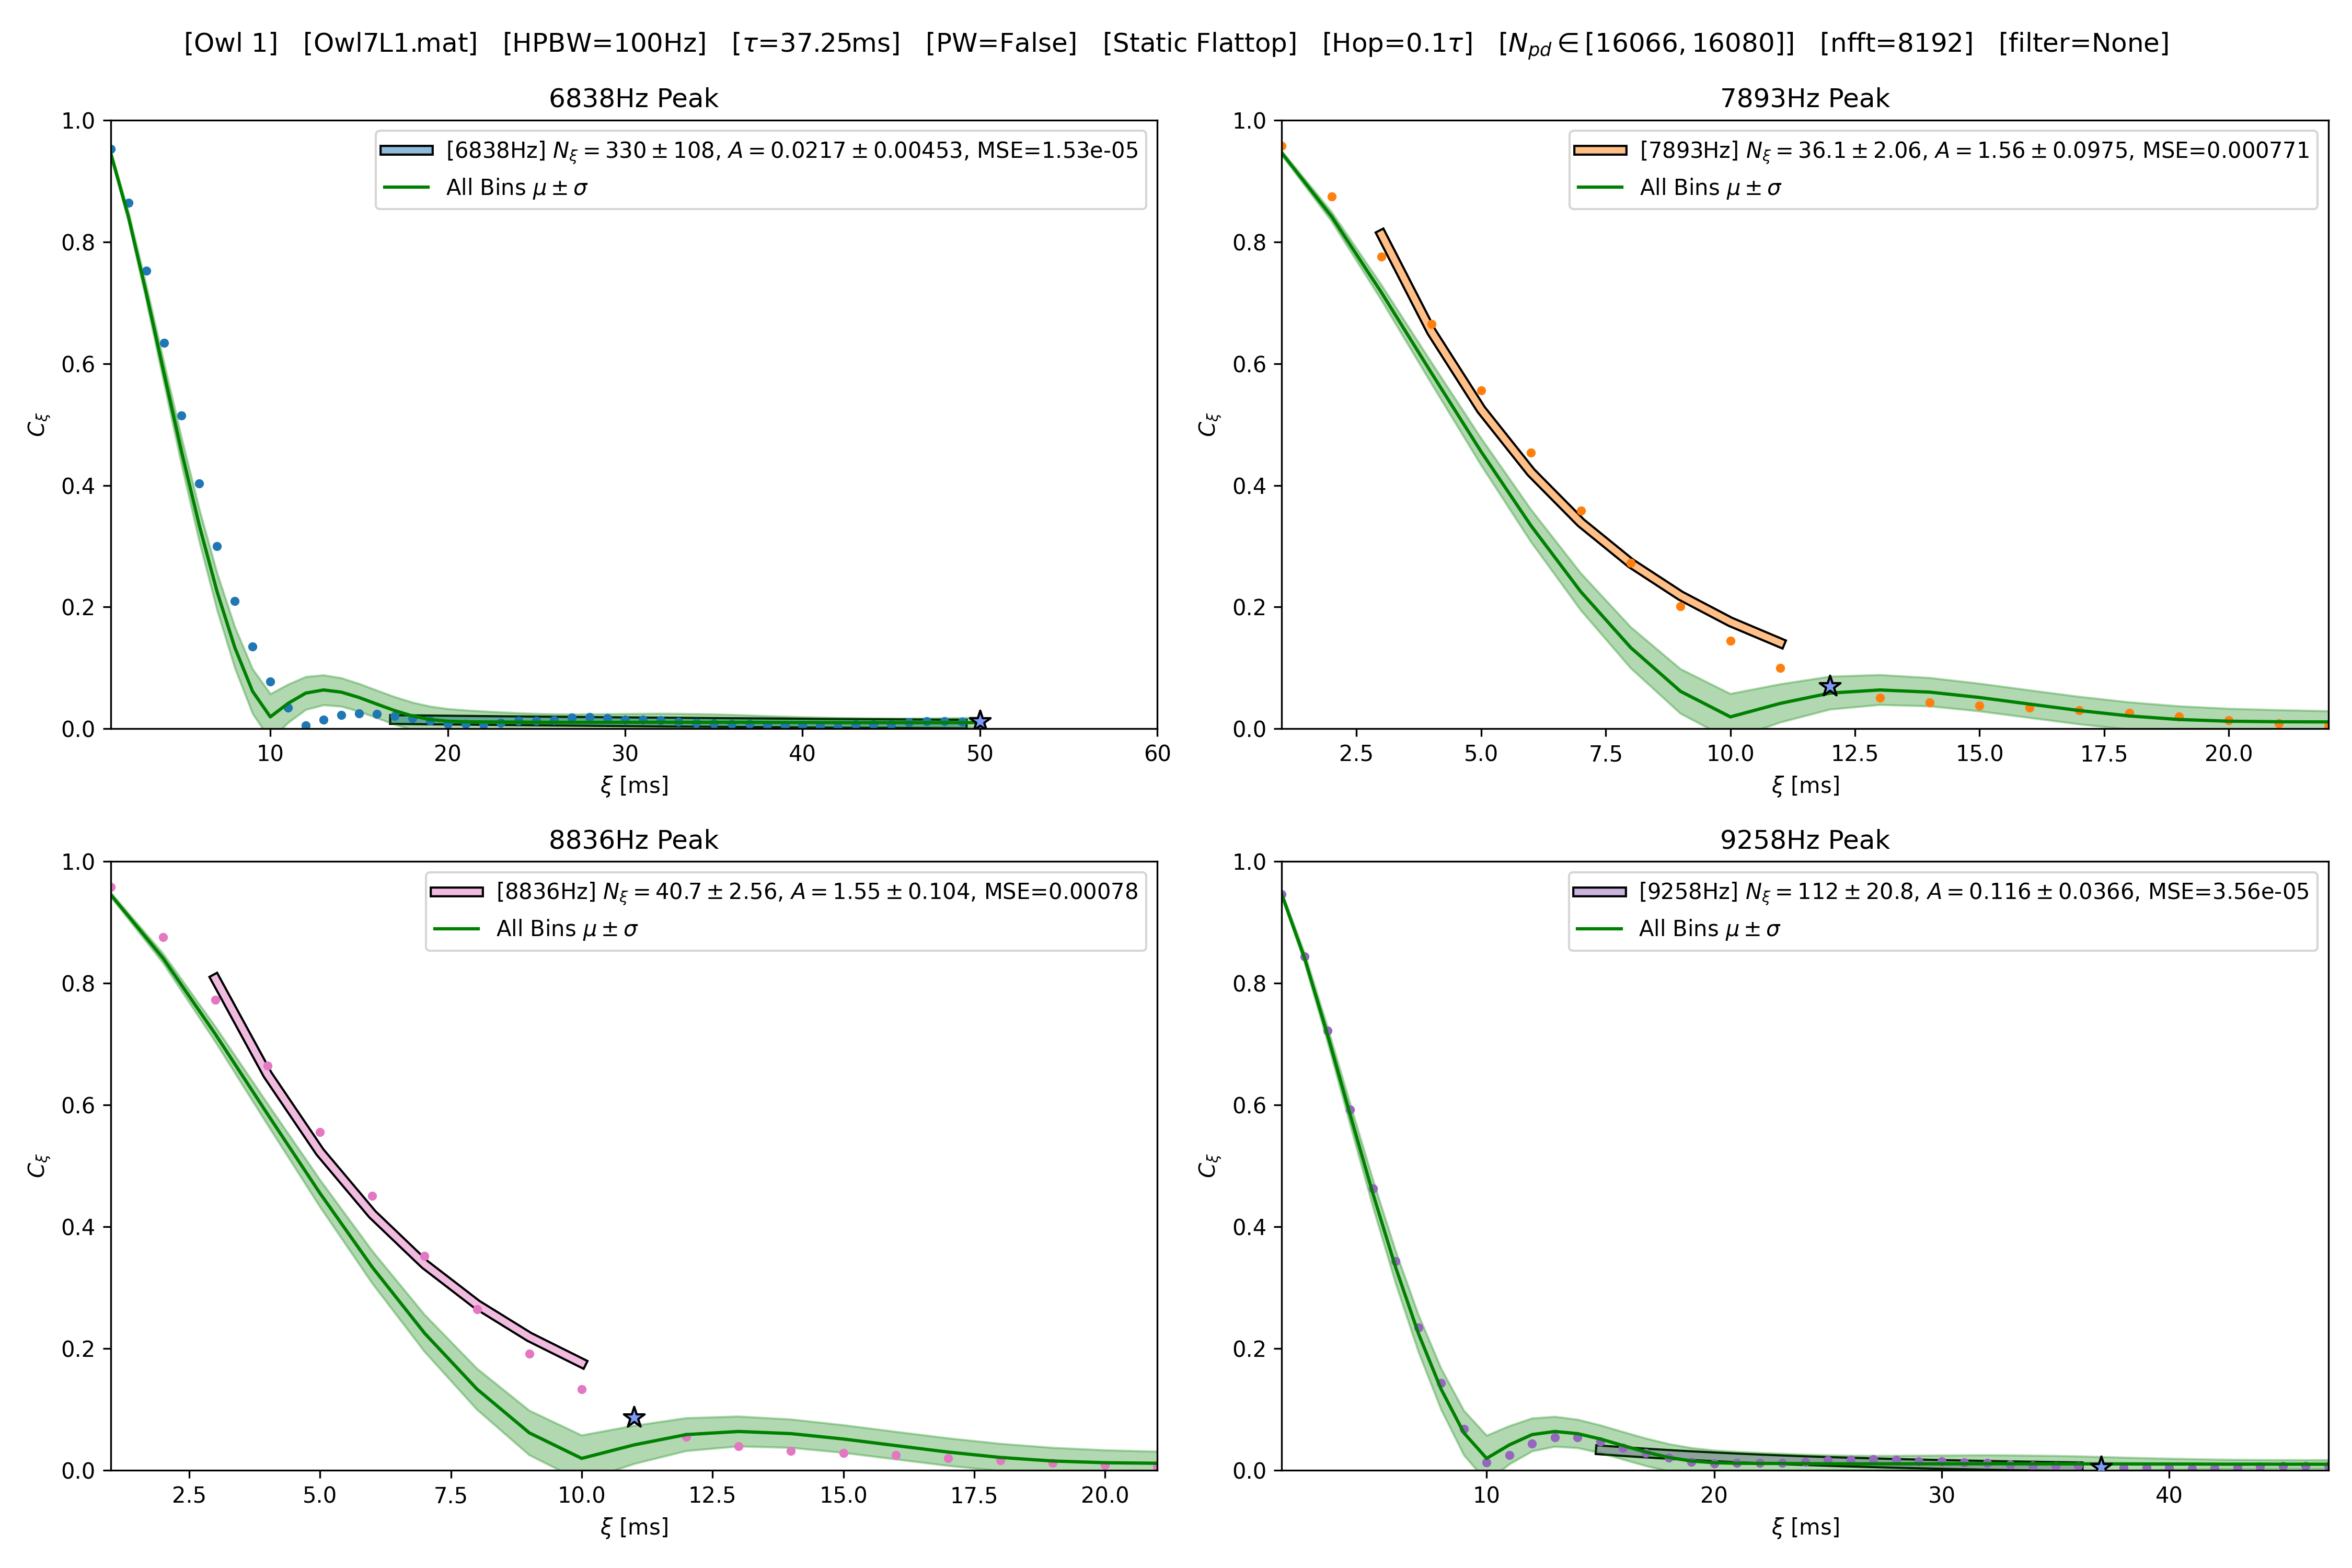 [Owl 1] [Owl7L1.mat] [HPBW=100Hz] [τ=37.25ms] [PW=False] [Static Flattop] [Hop=0.1τ] [N_pd ∈ [16066, 16080]] [nfft=8192] [filter=None]
6838Hz Peak
[6838Hz] N_ξ = 330 ± 108, A = 0.0217 ± 0.00453, MSE=1.53e-05
All Bins μ ± σ
1.0
0.8
0.6
0.4
0.2
0.0
C_ξ
10 20 30 40 50 60
ξ [ms]
7893Hz Peak
[7893Hz] N_ξ = 36.1 ± 2.06, A = 1.56 ± 0.0975, MSE=0.000771
All Bins μ ± σ
1.0
0.8
0.6
0.4
0.2
0.0
C_ξ
2.5 5.0 7.5 10.0 12.5 15.0 17.5 20.0
ξ [ms]
8836Hz Peak
[8836Hz] N_ξ = 40.7 ± 2.56, A = 1.55 ± 0.104, MSE=0.00078
All Bins μ ± σ
1.0
0.8
0.6
0.4
0.2
0.0
C_ξ
2.5 5.0 7.5 10.0 12.5 15.0 17.5 20.0
ξ [ms]
9258Hz Peak
[9258Hz] N_ξ = 112 ± 20.8, A = 0.116 ± 0.0366, MSE=3.56e-05
All Bins μ ± σ
1.0
0.8
0.6
0.4
0.2
0.0
C_ξ
10 20 30 40
ξ [ms]